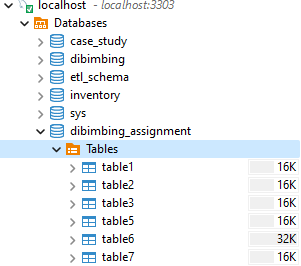 localhost - localhost:3303
Databases
case_study
dibimbing
etl_schema
inventory
sys
dibimbing_assignment
Tables
table1 16K
table2 16K
table3 16K
table5 16K
table6 32K
table7 16K